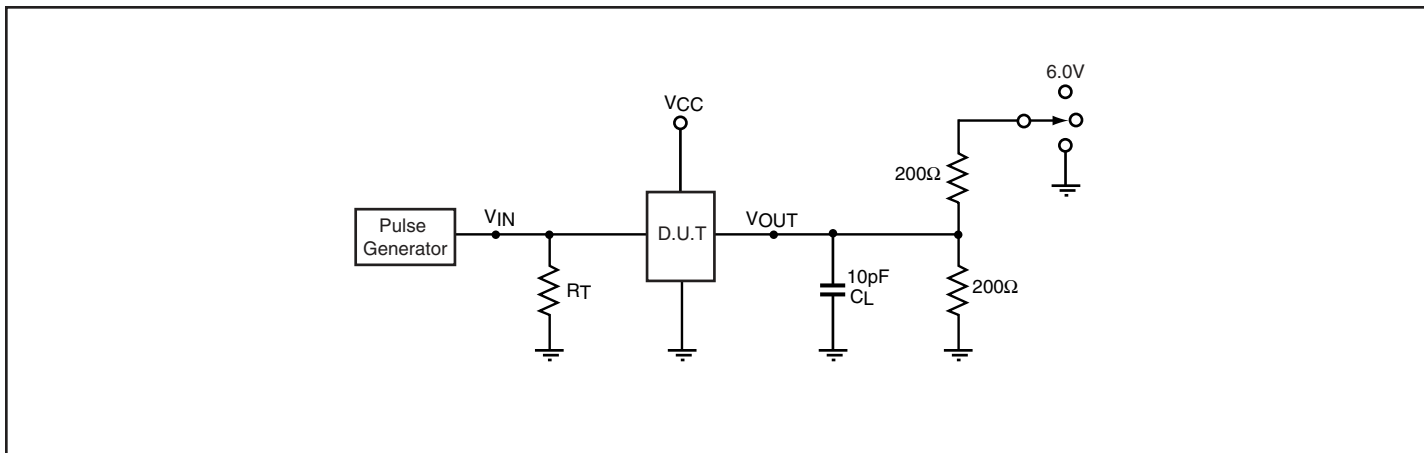 6.0V
VCC
200Ω
Pulse
Generator
VIN
D.U.T
VOUT
RT
10pF
CL
200Ω